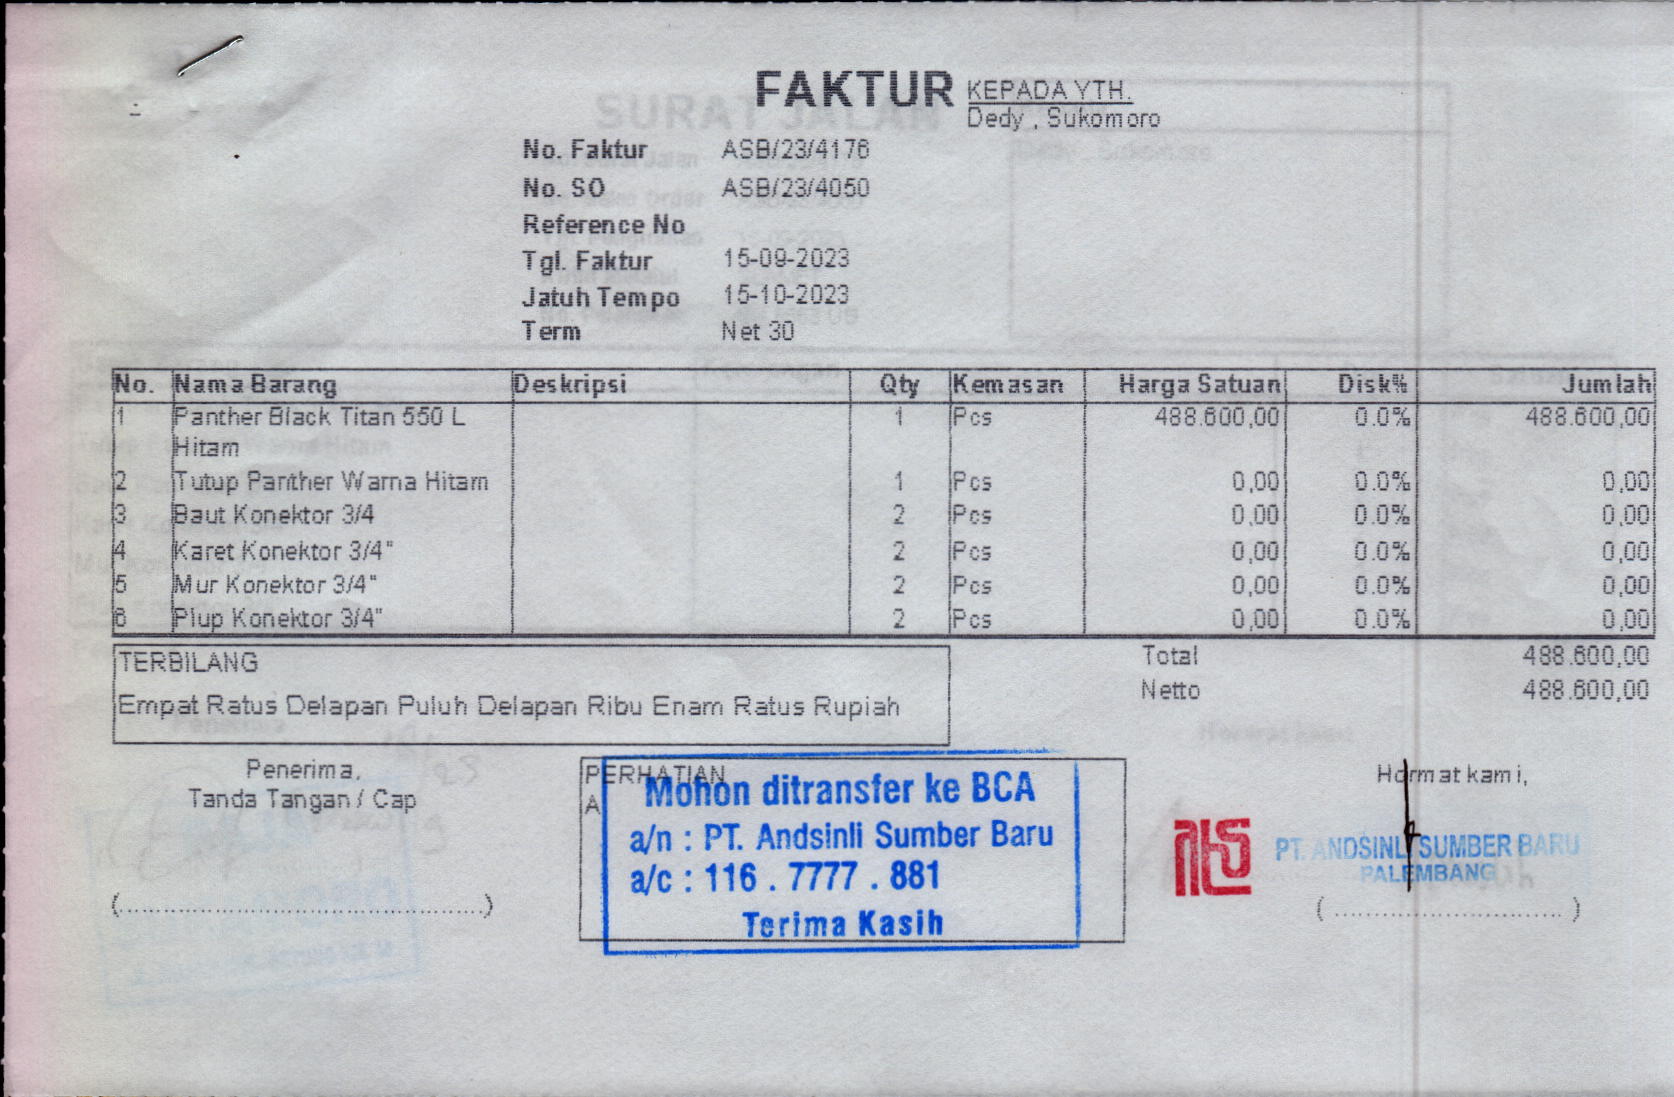 FAKTUR
KEPADA YTH.
Dedy , Sukomoro
No. Faktur ASB/23/4176
No. SO ASB/23/4050
Reference No
Tgl. Faktur 15-09-2023
Jatuh Tempo 15-10-2023
Term Net 30
No. Nama Barang Deskripsi Qty Kemasan Harga Satuan Disk% Jumlah
1 Panther Black Titan 550 L 1 Pcs 488.600,00 0.0% 488.600,00
Hitam
2 Tutup Panther Warna Hitam 1 Pcs 0,00 0.0% 0,00
3 Baut Konektor 3/4 2 Pcs 0,00 0.0% 0,00
4 Karet Konektor 3/4" 2 Pcs 0,00 0.0% 0,00
5 Mur Konektor 3/4" 2 Pcs 0,00 0.0% 0,00
6 Plup Konektor 3/4" 2 Pcs 0,00 0.0% 0,00
TERBILANG
Empat Ratus Delapan Puluh Delapan Ribu Enam Ratus Rupiah
Total 488.600,00
Netto 488.600,00
Penerima,
Tanda Tangan / Cap
(............................................)
PERHATIAN
A
Mohon ditransfer ke BCA
a/n : PT. Andsinli Sumber Baru
a/c : 116 . 7777 . 881
Terima Kasih
Hormat kami,
PT. ANDSINLI SUMBER BARU
PALEMBANG
( ............................ )